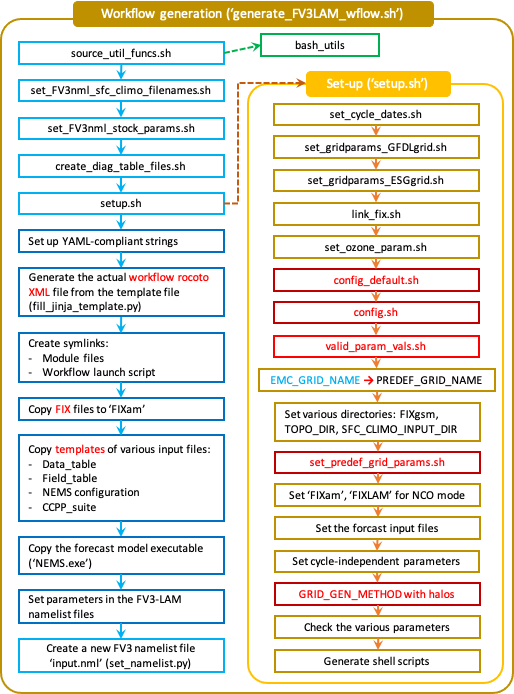 Workflow generation ('generate_FV3LAM_wflow.sh')
source_util_funcs.sh
bash_utils
set_FV3nml_sfc_climo_filenames.sh
set_FV3nml_stock_params.sh
create_diag_table_files.sh
setup.sh
Set up YAML-compliant strings
Generate the actual workflow rocoto
XML file from the template file
(fill_jinja_template.py)
Create symlinks:
- Module files
- Workflow launch script
Copy FIX files to 'FIXam'
Copy templates of various input files:
- Data_table
- Field_table
- NEMS configuration
- CCPP_suite
Copy the forecast model executable
('NEMS.exe')
Set parameters in the FV3-LAM
namelist files
Create a new FV3 namelist file
'input.nml' (set_namelist.py)
Set-up ('setup.sh')
set_cycle_dates.sh
set_gridparams_GFDLgrid.sh
set_gridparams_ESGgrid.sh
link_fix.sh
set_ozone_param.sh
config_default.sh
config.sh
valid_param_vals.sh
EMC_GRID_NAME → PREDEF_GRID_NAME
Set various directories: FIXgsm,
TOPO_DIR, SFC_CLIMO_INPUT_DIR
set_predef_grid_params.sh
Set 'FIXam', 'FIXLAM' for NCO mode
Set the forcast input files
Set cycle-independent parameters
GRID_GEN_METHOD with halos
Check the various parameters
Generate shell scripts